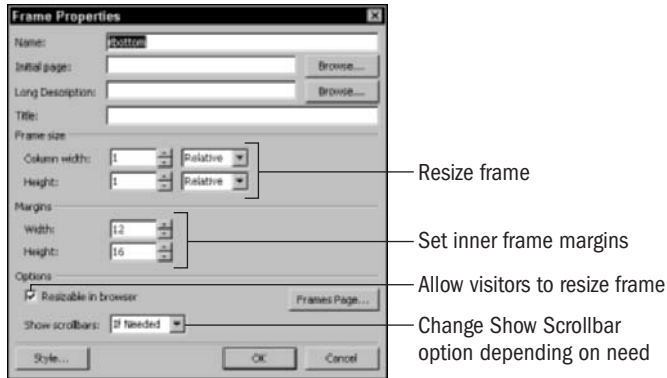 Frame Properties
Name: rbottom
Initial page: Browse...
Long Description: Browse...
Title:
Frame size
Column width: 1 Relative
Height: 1 Relative
Resize frame
Margins
Width: 12
Height: 16
Set inner frame margins
Options
Resizable in browser
Frames Page...
Allow visitors to resize frame
Show scrollbars: If Needed
Change Show Scrollbar
option depending on need
Style... OK Cancel